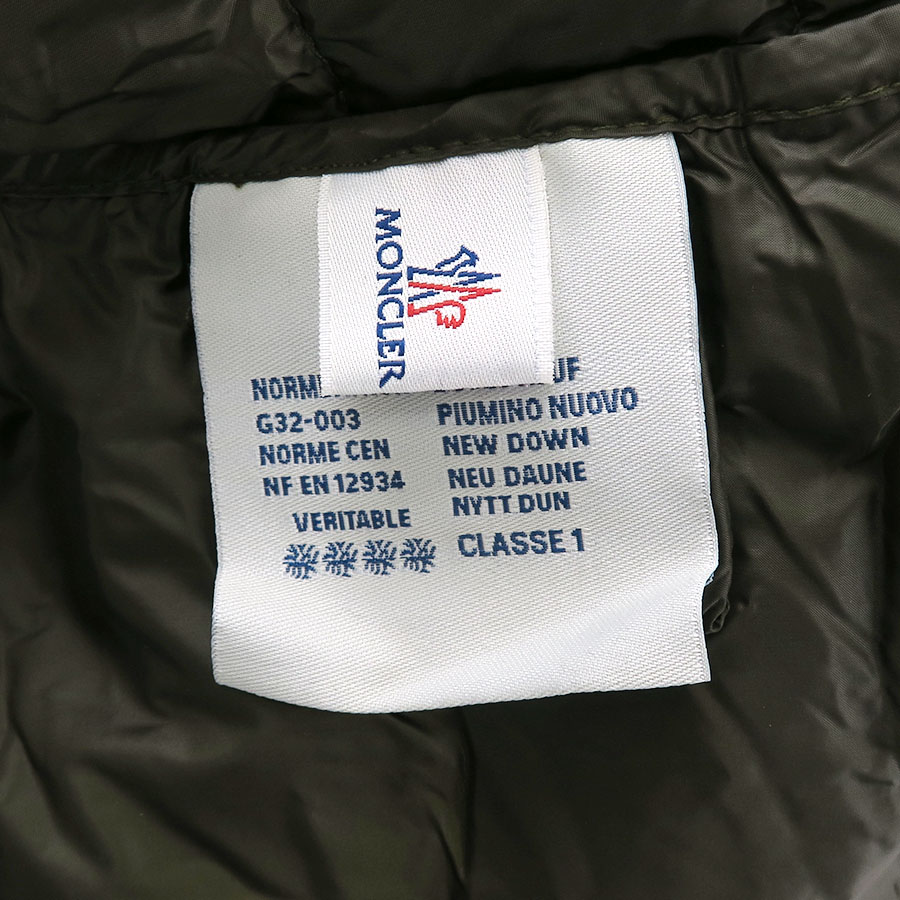 MONCLER
NORM
UF
G32-003
PIUMINO NUOVO
NORME CEN
NEW DOWN
NF EN 12934
NEU DAUNE
NYTT DUN
VERITABLE
CLASSE 1